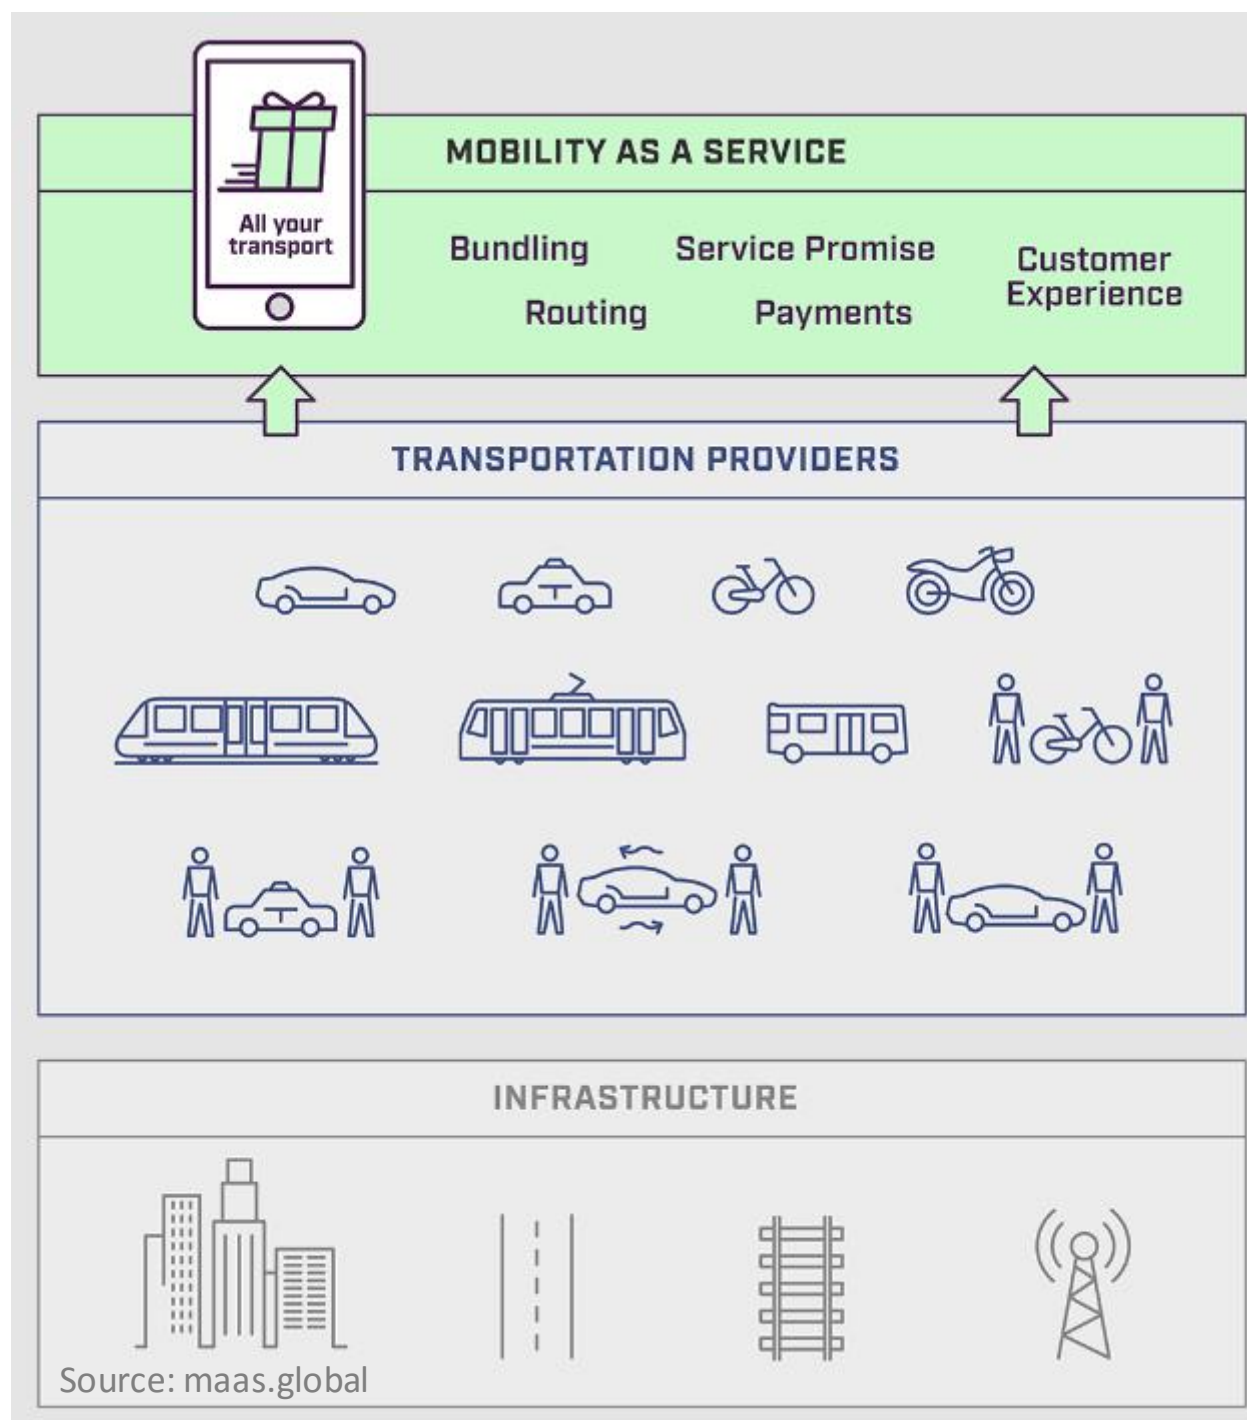 All your
transport
MOBILITY AS A SERVICE
Bundling
Service Promise
Customer
Experience
Routing
Payments
TRANSPORTATION PROVIDERS
T
T
INFRASTRUCTURE
Source: maas.global